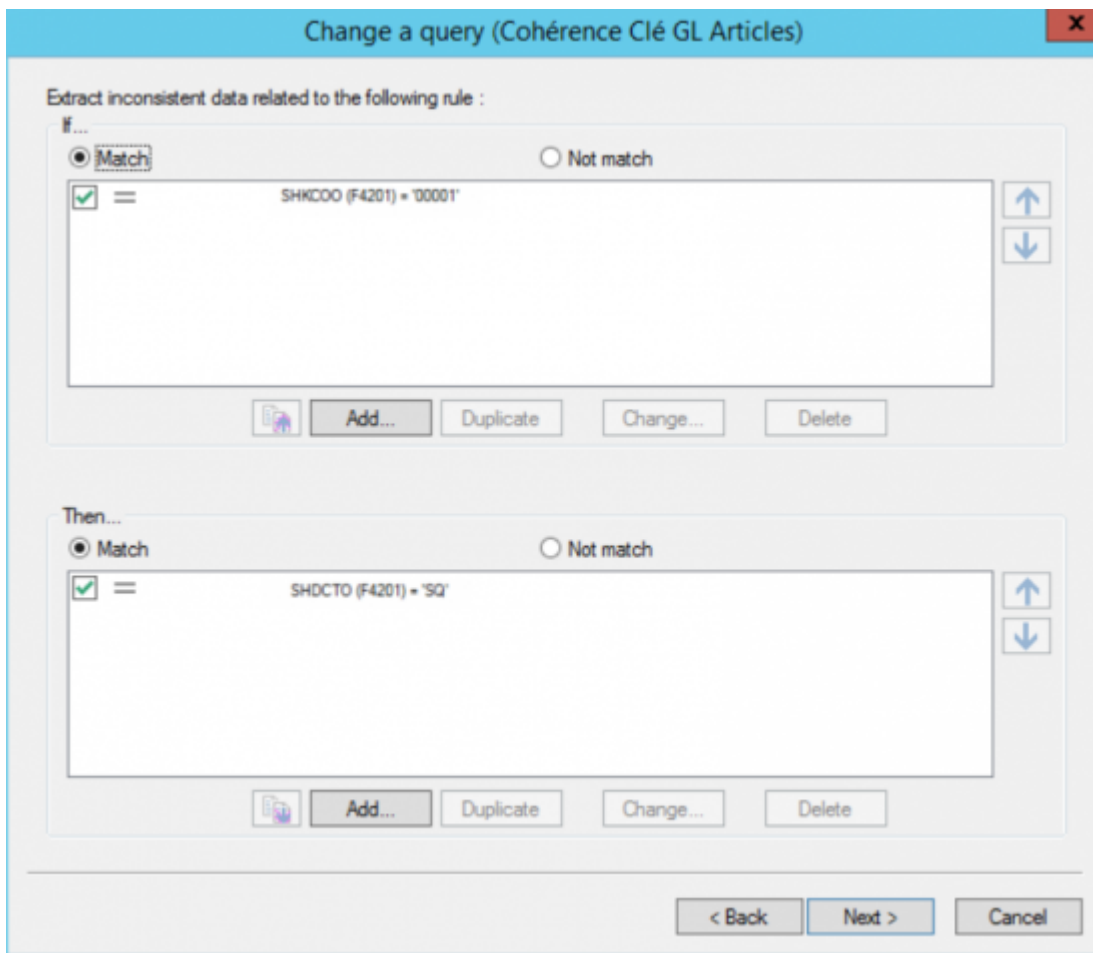 Change a query (Cohérence Clé GL Articles)
x
Extract inconsistent data related to the following rule :
If...
Match
Not match
SHKCOO (F4201) = '00001'
Add...
Duplicate
Change...
Delete
Then...
Match
Not match
SHDCTO (F4201) = 'SQ'
Add...
Duplicate
Change...
Delete
< Back
Next >
Cancel